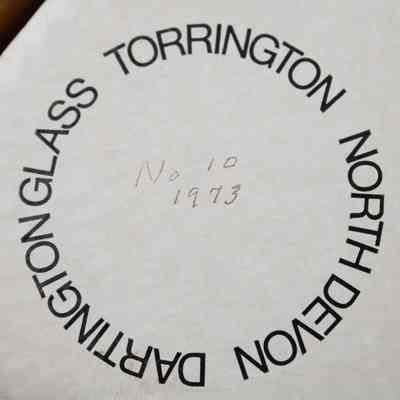 DARTINGTON GLASS TORRINGTON NORTH DEVON
No 10
1973